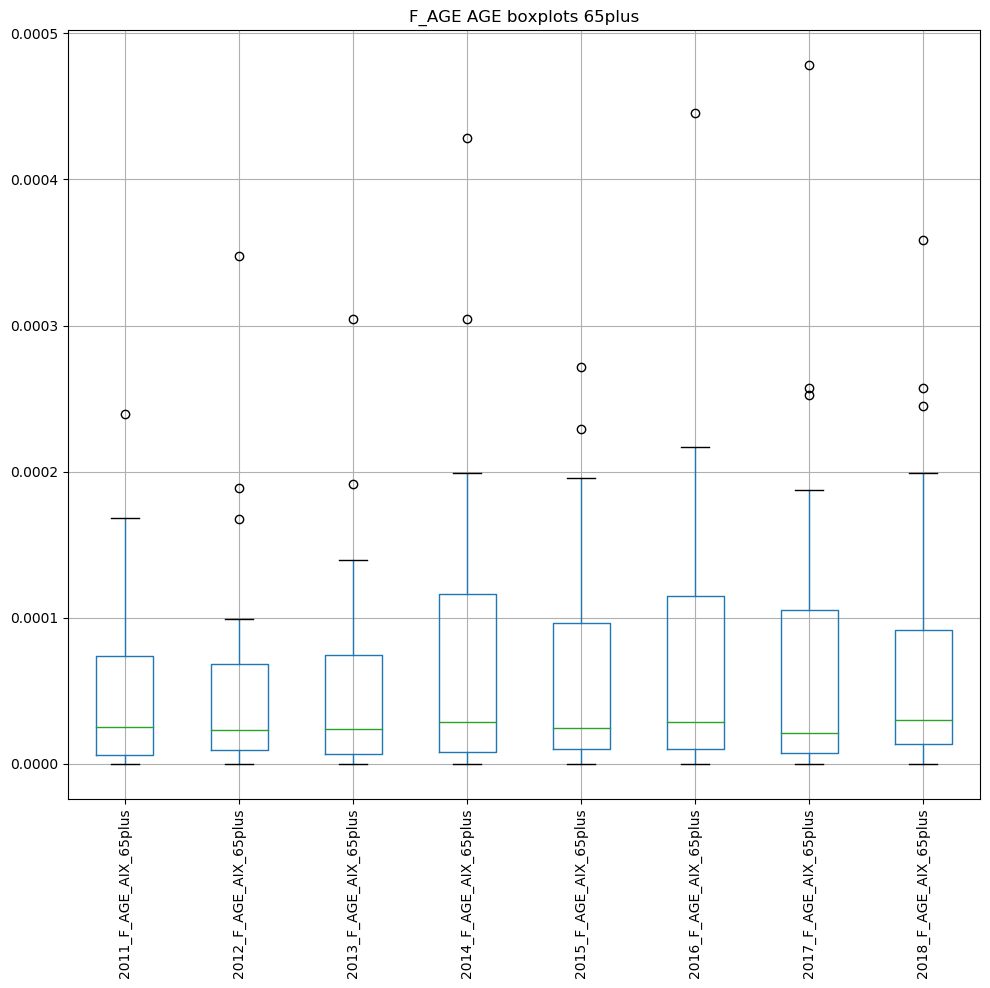 F_AGE AGE boxplots 65plus
0.0005
0.0004
0.0003
0.0002
0.0001
0.0000
2011_F_AGE_AIX_65plus
2012_F_AGE_AIX_65plus
2013_F_AGE_AIX_65plus
2014_F_AGE_AIX_65plus
2015_F_AGE_AIX_65plus
2016_F_AGE_AIX_65plus
2017_F_AGE_AIX_65plus
2018_F_AGE_AIX_65plus